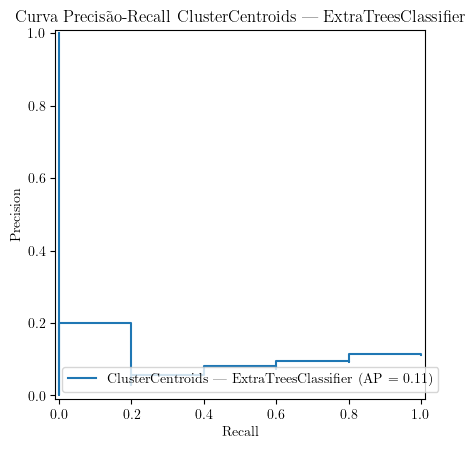 Curva Precisão-Recall ClusterCentroids — ExtraTreesClassifier
1.0
0.8
0.6
0.4
0.2
0.0
Precision
ClusterCentroids — ExtraTreesClassifier (AP = 0.11)
0.0 0.2 0.4 0.6 0.8 1.0
Recall